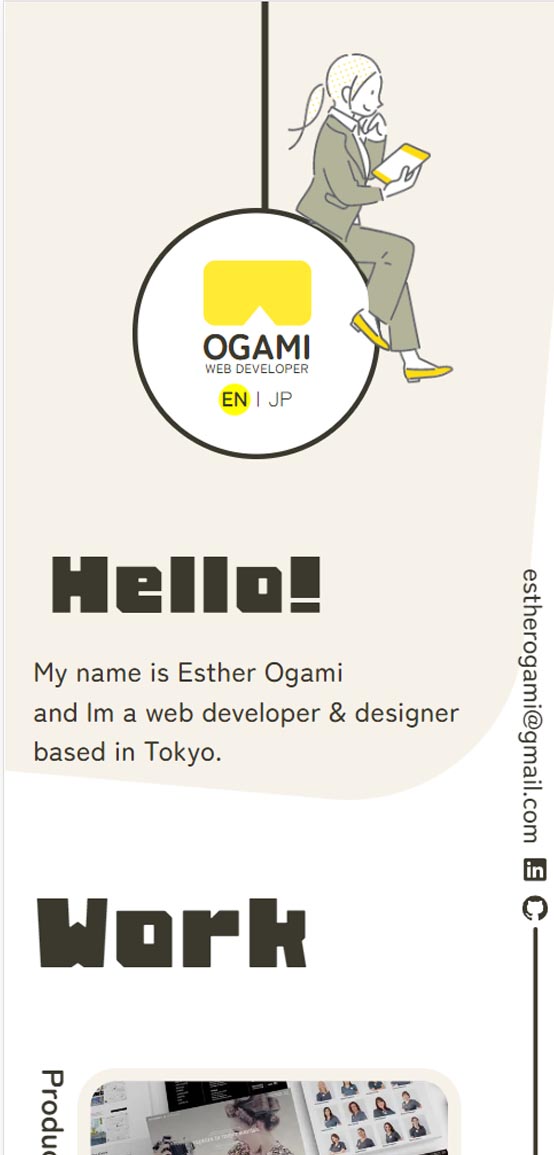 OGAMI
WEB DEVELOPER
EN | JP
Hello!
My name is Esther Ogami
and Im a web developer & designer
based in Tokyo.
estherogami@gmail.com
in
Work